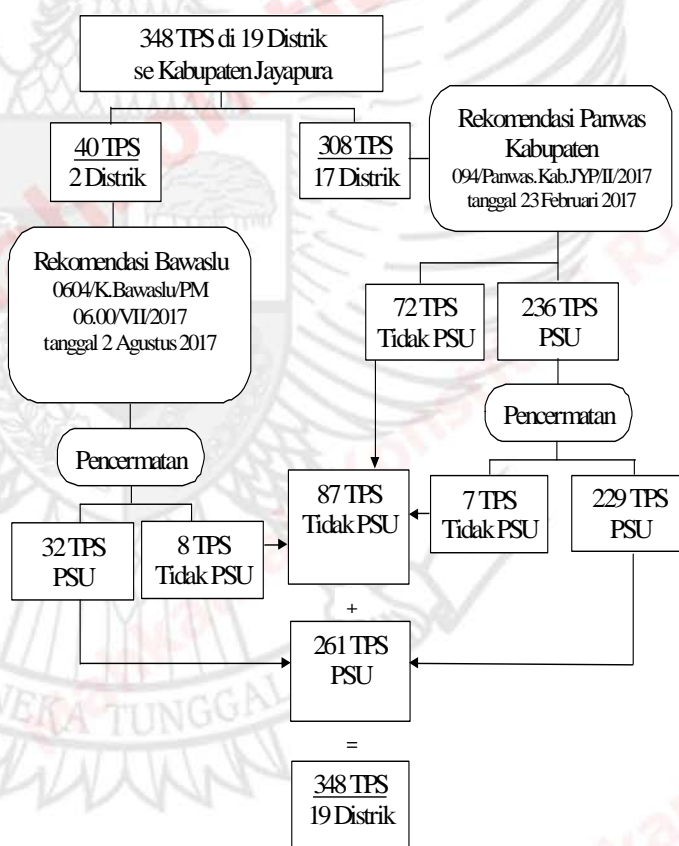 348 TPS di 19 Distrik
se Kabupaten Jayapura
40 TPS
2 Distrik
308 TPS
17 Distrik
Rekomendasi Panwas
Kabupaten
094/Panwas.Kab.JYP/II/2017
tanggal 23 Februari 2017
Rekomendasi Bawaslu
0604/K.Bawaslu/PM
06.00/VII/2017
tanggal 2 Agustus 2017
72 TPS
Tidak PSU
236 TPS
PSU
Pencermatan
Pencermatan
32 TPS
PSU
8 TPS
Tidak PSU
87 TPS
Tidak PSU
7 TPS
Tidak PSU
229 TPS
PSU
+
261 TPS
PSU
=
348 TPS
19 Distrik
NEKA TUNGGAL